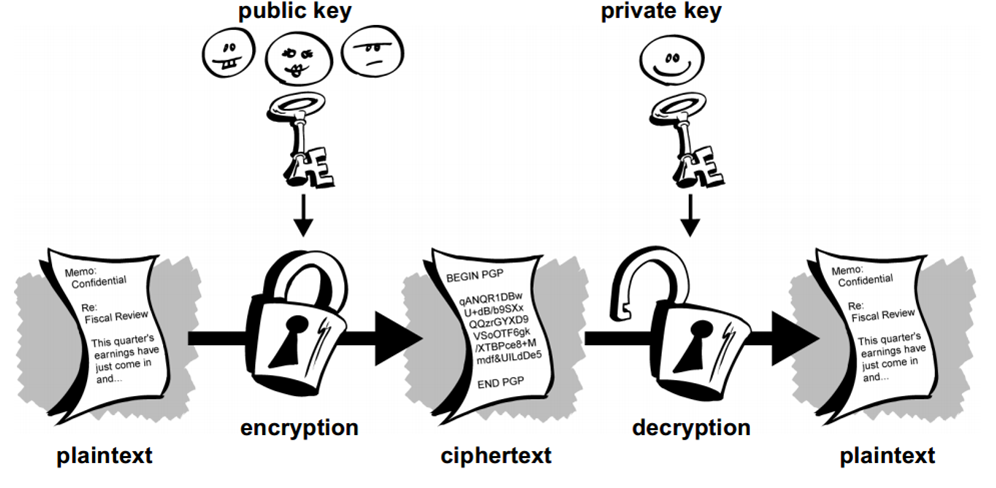 public key
private key
Memo:
Confidential
Re:
Fiscal Review
This quarter's
earnings have
just come in
and...
BEGIN PGP
qANQR1DBw
U+dB/b9SXx
QQzrGYXD9
VSoOTF6gk
/XTBPce8+M
mdf&UILdDe5
END PGP
Memo:
Confidential
Re:
Fiscal Review
This quarter's
earnings have
just come in
and...
encryption
decryption
plaintext
ciphertext
plaintext